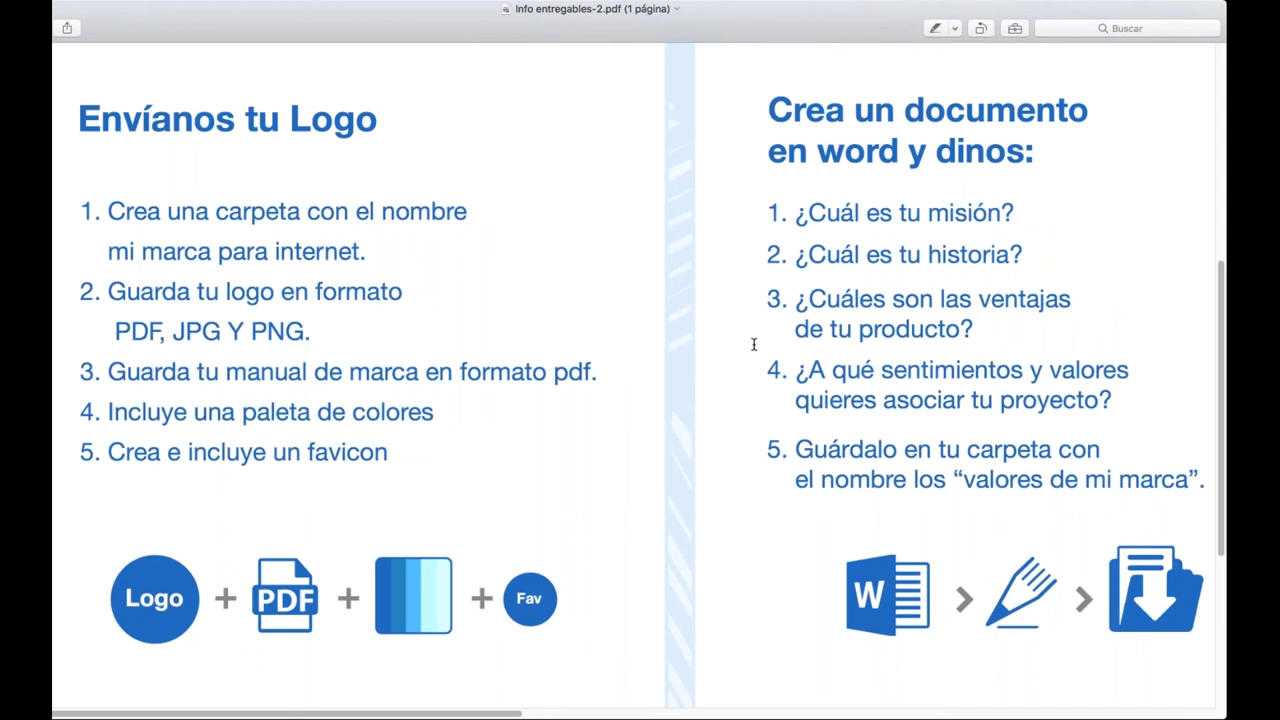 Info entregables-2.pdf (1 página)
Buscar
Envíanos tu Logo
1. Crea una carpeta con el nombre
mi marca para internet.
2. Guarda tu logo en formato
PDF, JPG Y PNG.
3. Guarda tu manual de marca en formato pdf.
4. Incluye una paleta de colores
5. Crea e incluye un favicon
Logo + PDF + + Fav
Crea un documento
en word y dinos:
1. ¿Cuál es tu misión?
2. ¿Cuál es tu historia?
3. ¿Cuáles son las ventajas
de tu producto?
4. ¿A qué sentimientos y valores
quieres asociar tu proyecto?
5. Guárdalo en tu carpeta con
el nombre los “valores de mi marca”.
W > >